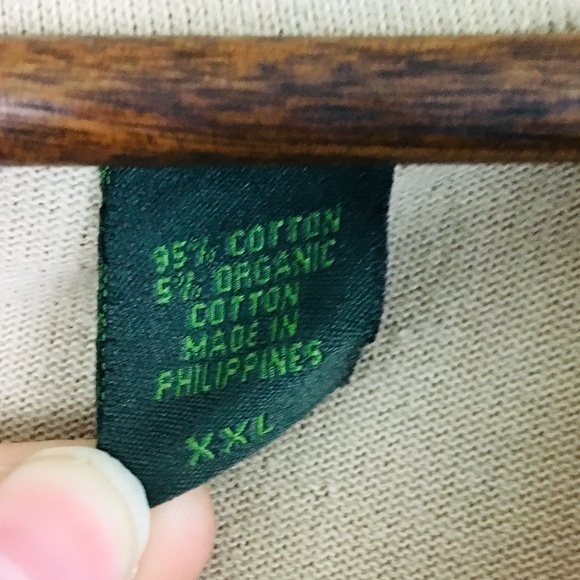 95% COTTON
5% ORGANIC
COTTON
MADE IN
PHILIPPINES
XXL